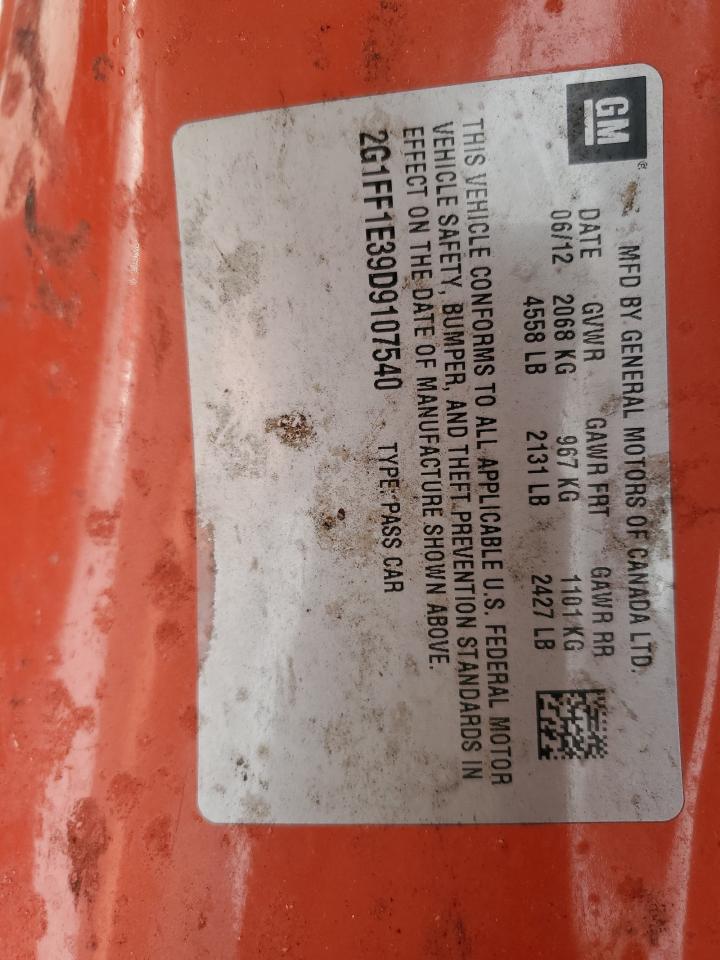 GM®
MFD BY GENERAL MOTORS OF CANADA LTD.
DATE GVWR GAWR FRT GAWR RR
06/12 2068 KG 967 KG 1101 KG
4558 LB 2131 LB 2427 LB
THIS VEHICLE CONFORMS TO ALL APPLICABLE U.S. FEDERAL MOTOR
VEHICLE SAFETY, BUMPER, AND THEFT PREVENTION STANDARDS IN
EFFECT ON THE DATE OF MANUFACTURE SHOWN ABOVE.
2G1FF1E39D9107540 TYPE: PASS CAR